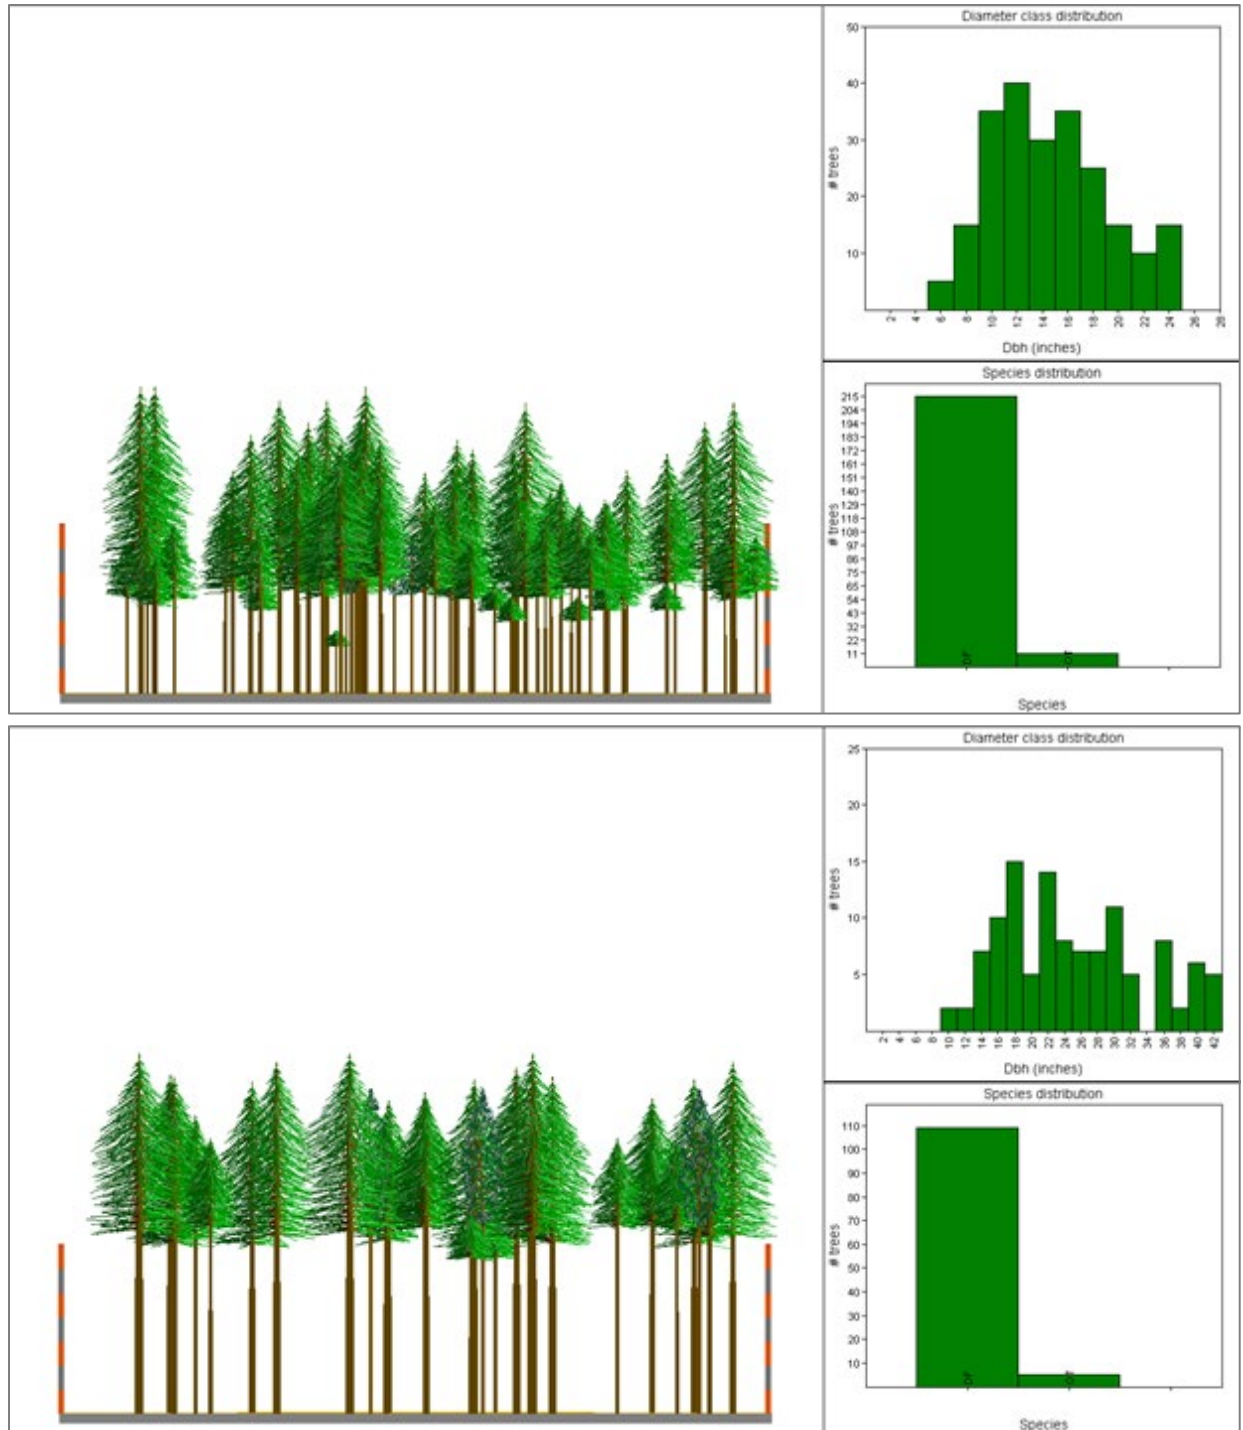 Diameter class distribution
50
40
30
20
10
# trees
2 4 6 8 10 12 14 16 18 20 22 24 26 28
Dbh (inches)
Species distribution
215
204
194
183
172
161
151
140
129
118
108
97
86
75
65
54
43
32
22
11
# trees
DF OT
Species
Diameter class distribution
25
20
15
10
5
# trees
2 4 6 8 10 12 14 16 18 20 22 24 26 28 30 32 34 36 38 40 42
Dbh (inches)
Species distribution
110
100
90
80
70
60
50
40
30
20
10
# trees
DF OT
Species